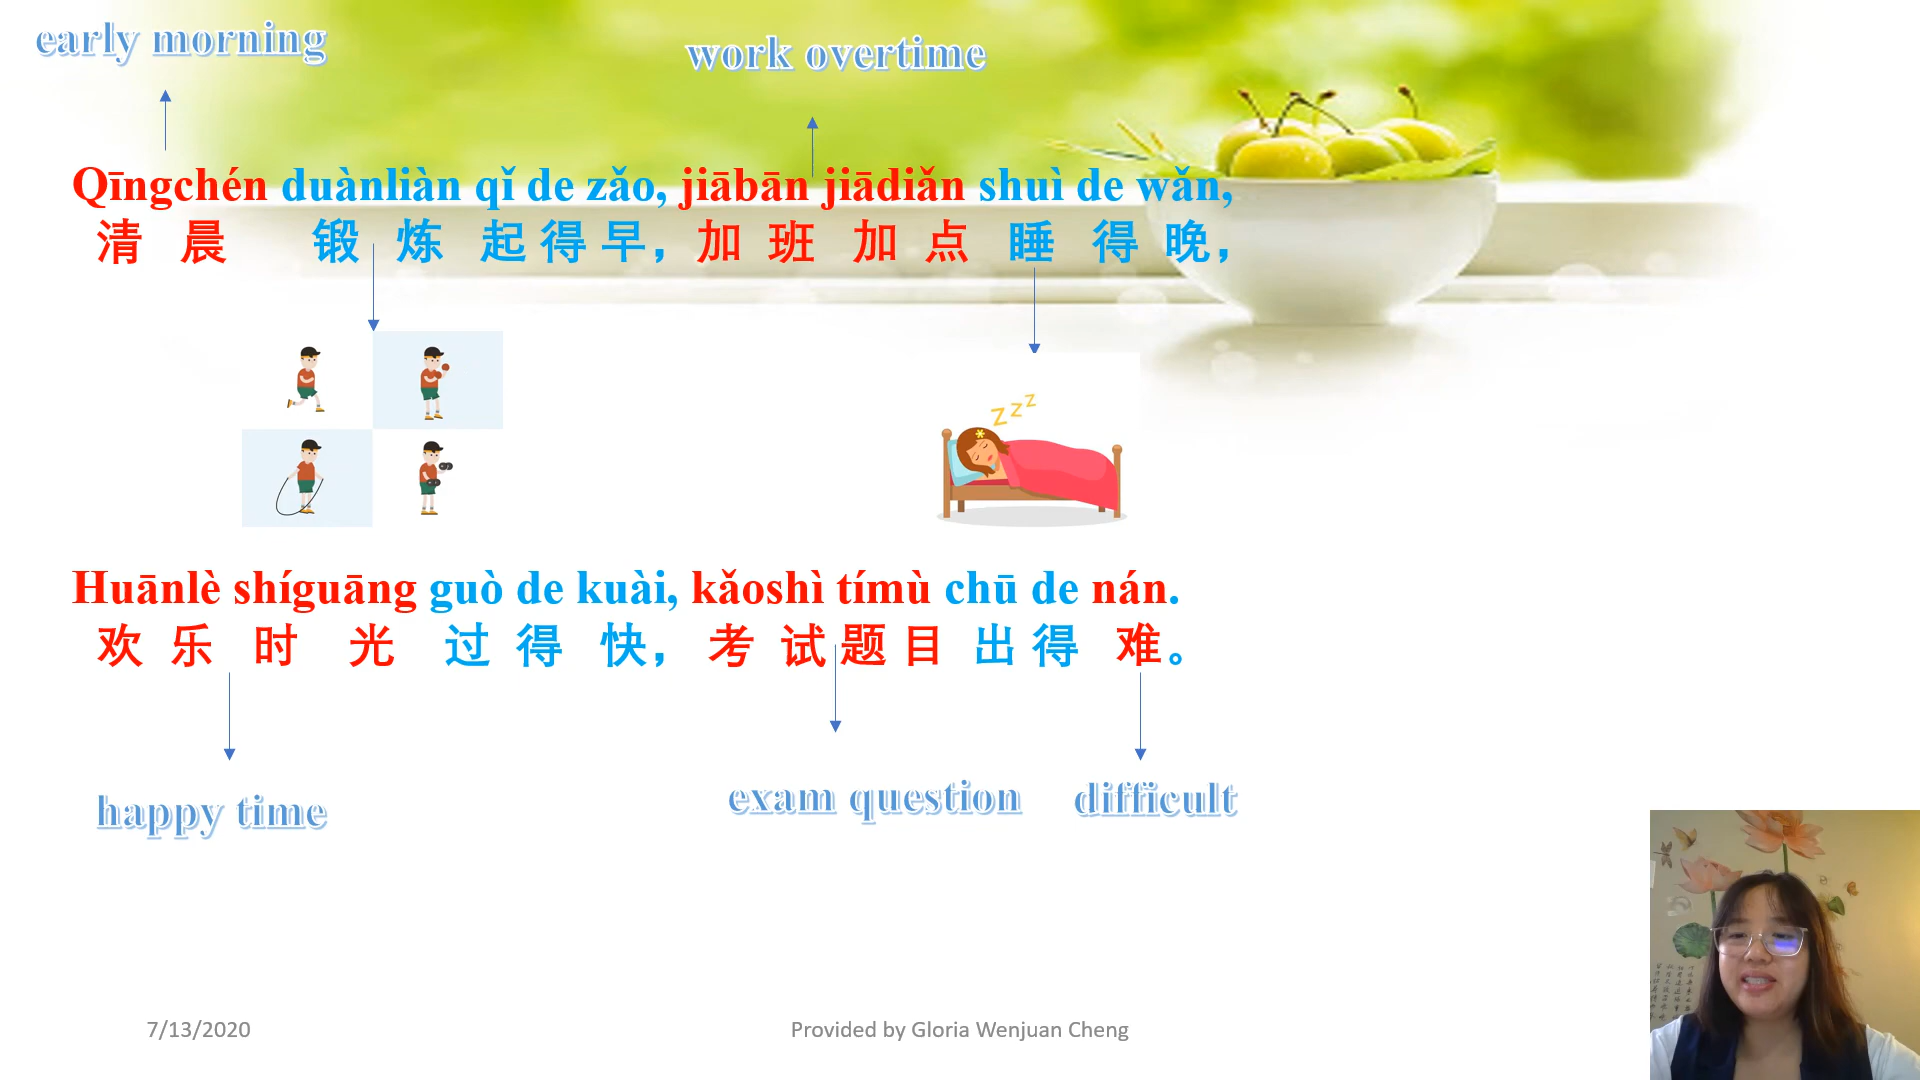 early morning
work overtime
Qīngchén duànliàn qǐ de zǎo, jiābān jiādiǎn shuì de wǎn,
清晨 锻炼 起得早，加班加点 睡得晚，
z z z
Huānlè shíguāng guò de kuài, kǎoshì tímù chū de nán.
欢乐时光 过得快，考试题目 出得难。
happy time
exam question
difficult
7/13/2020
Provided by Gloria Wenjuan Cheng